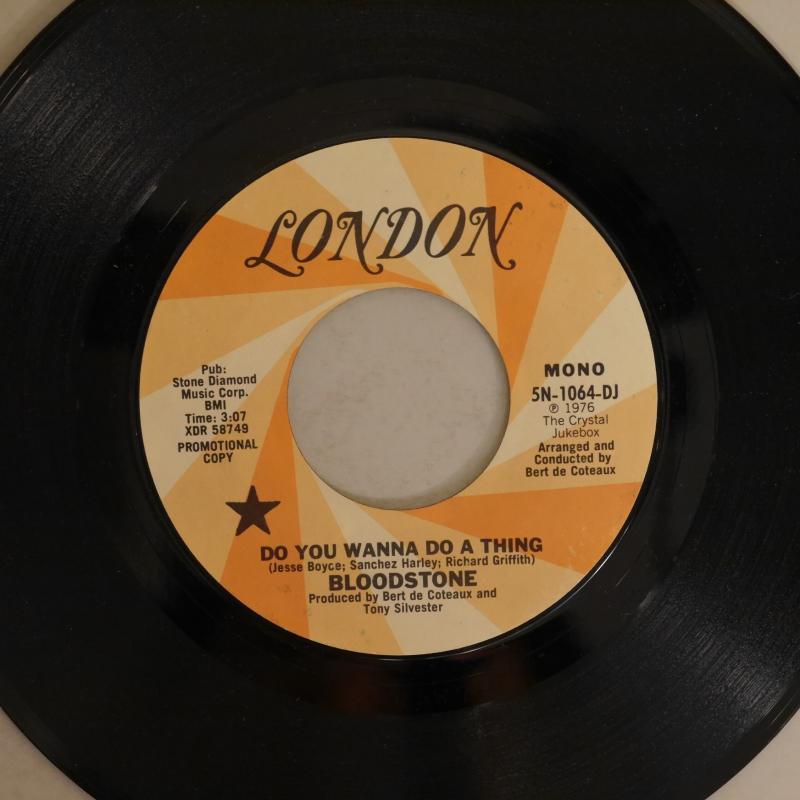 LONDON
Pub:
Stone Diamond
Music Corp.
BMI
Time: 3:07
XDR 58749
PROMOTIONAL
COPY
MONO
5N-1064-DJ
℗ 1976
The Crystal
Jukebox
Arranged and
Conducted by
Bert de Coteaux
DO YOU WANNA DO A THING
(Jesse Boyce; Sanchez Harley; Richard Griffith)
BLOODSTONE
Produced by Bert de Coteaux and
Tony Silvester